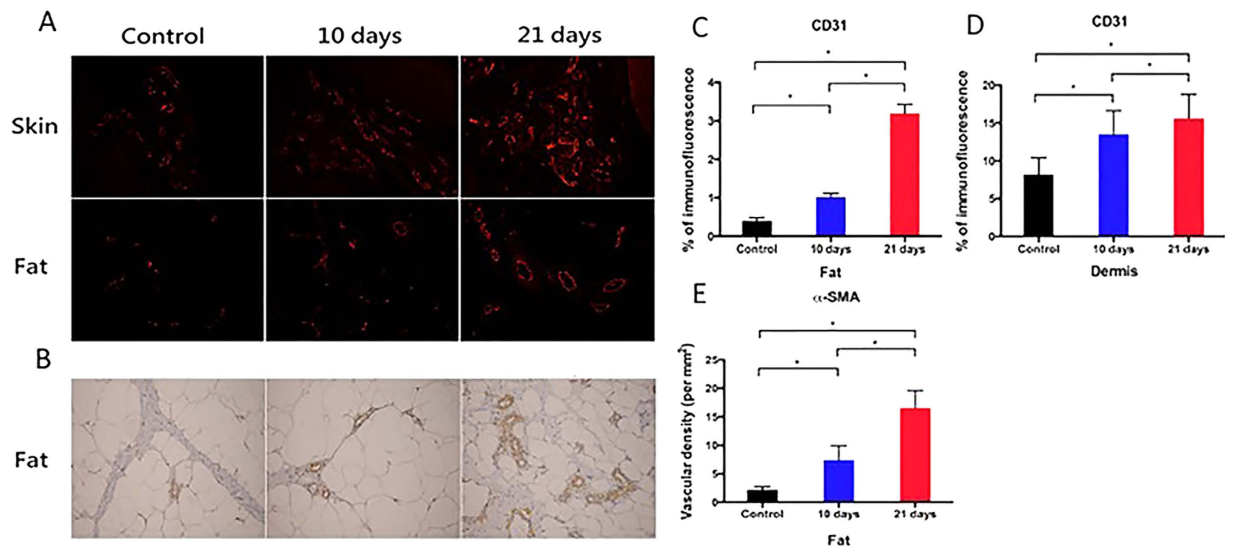 A
Control 10 days 21 days
Skin
Fat
B
Fat
C
CD31
*
*
*
% of immunofluorescence
4
3
2
1
0
Control 10 days 21 days
Fat
D
CD31
*
*
*
% of immunofluorescence
20
15
10
5
0
Control 10 days 21 days
Dermis
E
α-SMA
*
*
*
Vascular density (per mm²)
25
20
15
10
5
0
Control 10 days 21 days
Fat